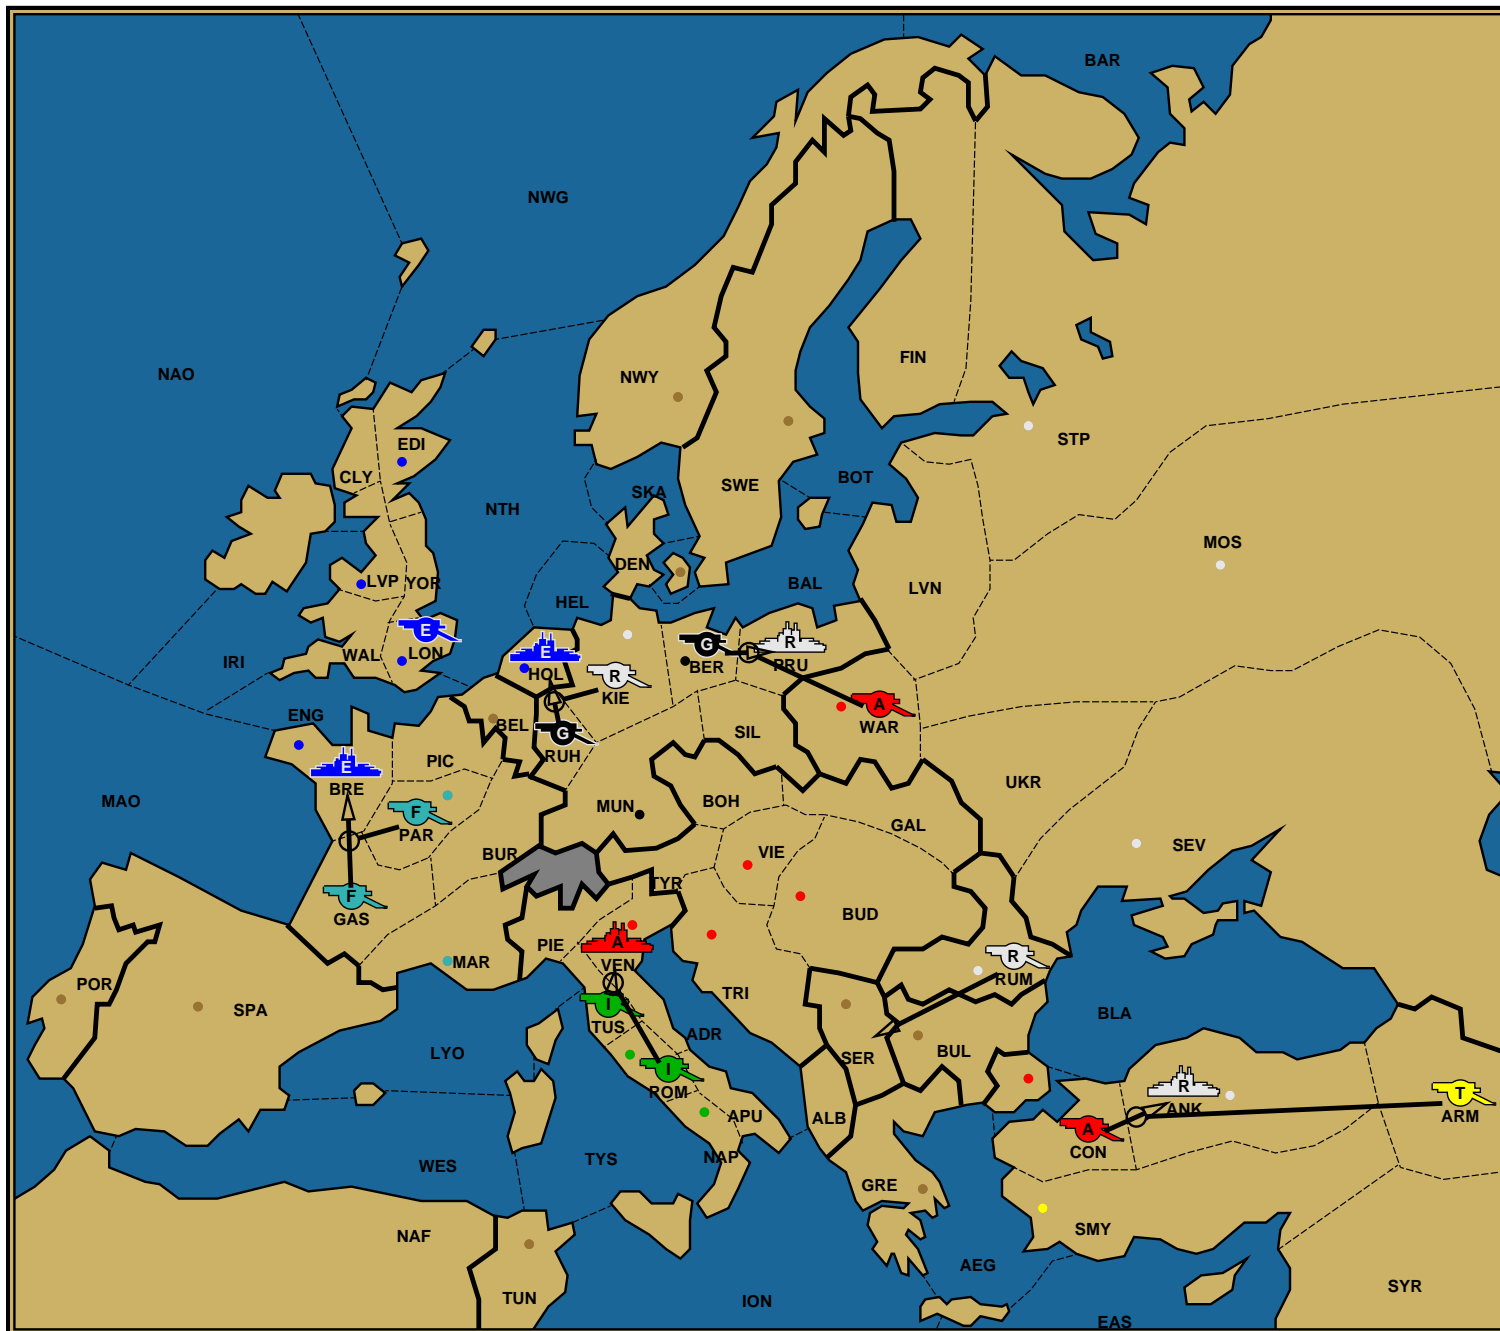 BAR
NWG
NAO
FIN
NWY
STP
EDI
CLY
SWE
BOT
SKA
NTH
MOS
DEN
LVP
YOR
BAL
LVN
HEL
E
LON
WAL
IRI
E
HOL
R
KIE
G
BER
R
PRU
A
WAR
ENG
BEL
G
RUH
SIL
E
BRE
PIC
UKR
MAO
MUN
BOH
F
PAR
GAL
SEV
BUR
VIE
TYR
F
GAS
BUD
A
VEN
PIE
MAR
R
RUM
POR
SPA
TRI
I
TUS
BLA
ADR
LYO
SER
BUL
I
ROM
R
ANK
T
ARM
APU
ALB
A
CON
WES
TYS
NAP
GRE
SMY
NAF
AEG
SYR
TUN
ION
EAS